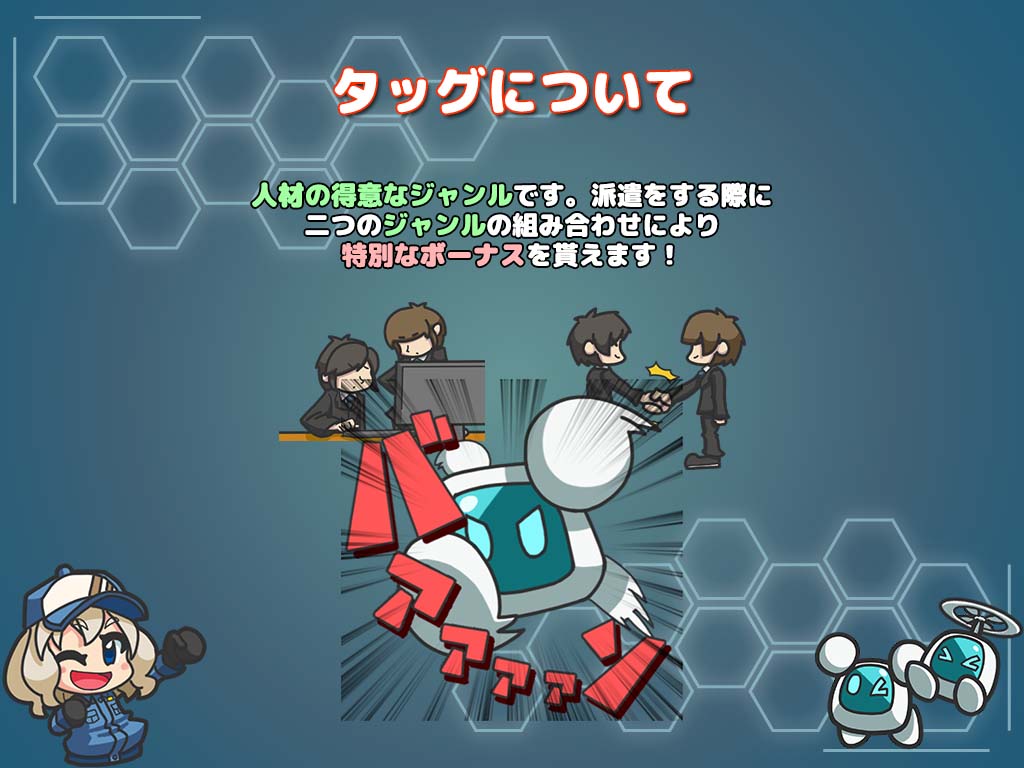 タッグについて
人材の得意なジャンルです。派遣をする際に
二つのジャンルの組み合わせにより
特別なボーナスを貰えます！
バァァァァン